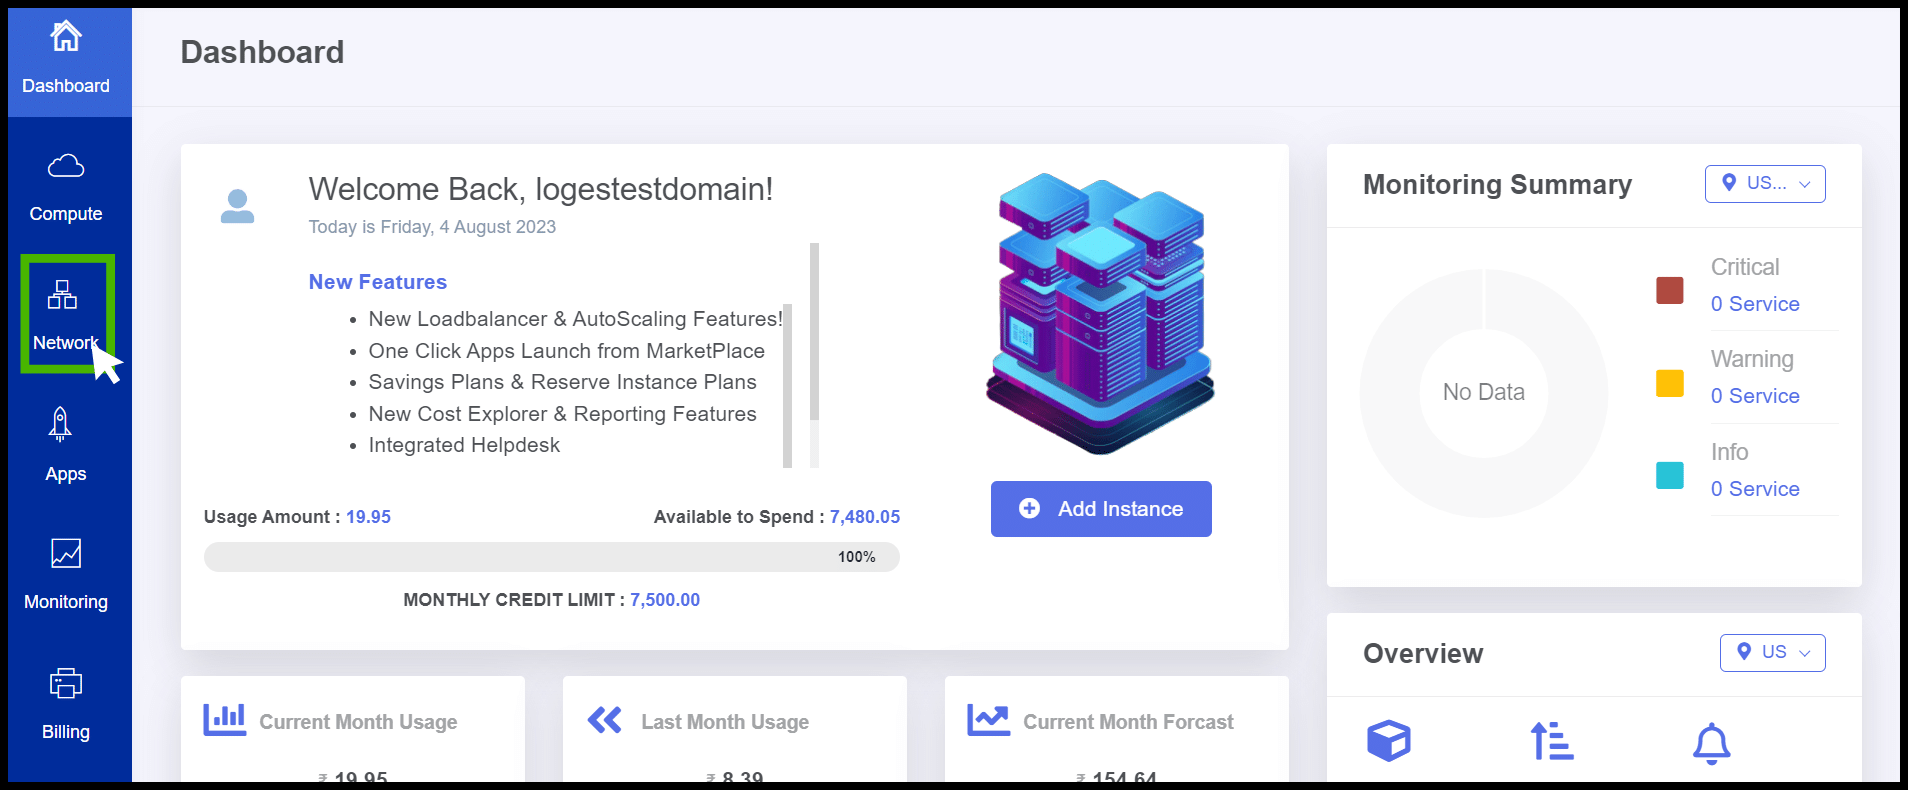 Dashboard
Compute
Network
Apps
Monitoring
Billing
Dashboard
Welcome Back, logestestdomain!
Today is Friday, 4 August 2023
New Features
• New Loadbalancer & AutoScaling Features!
• One Click Apps Launch from MarketPlace
• Savings Plans & Reserve Instance Plans
• New Cost Explorer & Reporting Features
• Integrated Helpdesk
Usage Amount : 19.95
Available to Spend : 7,480.05
100%
MONTHLY CREDIT LIMIT : 7,500.00
Add Instance
Current Month Usage
₹ 19.95
Last Month Usage
₹ 8.39
Current Month Forcast
₹ 154.64
Monitoring Summary
US...
No Data
Critical
0 Service
Warning
0 Service
Info
0 Service
Overview
US